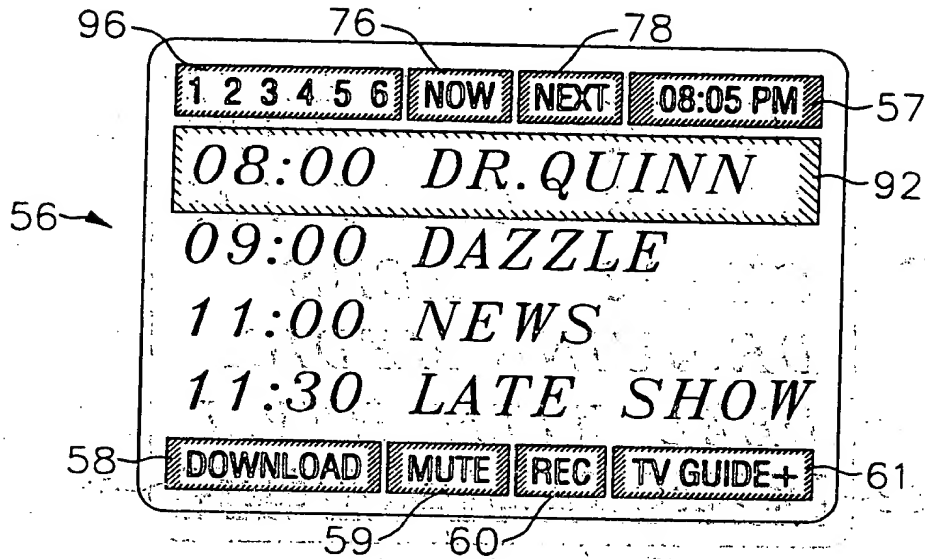 96 76 78
1 2 3 4 5 6 NOW NEXT 08:05 PM 57
08:00 DR.QUINN 92
56
09:00 DAZZLE
11:00 NEWS
11:30 LATE SHOW
58 DOWNLOAD MUTE REC TV GUIDE+ 61
59 60